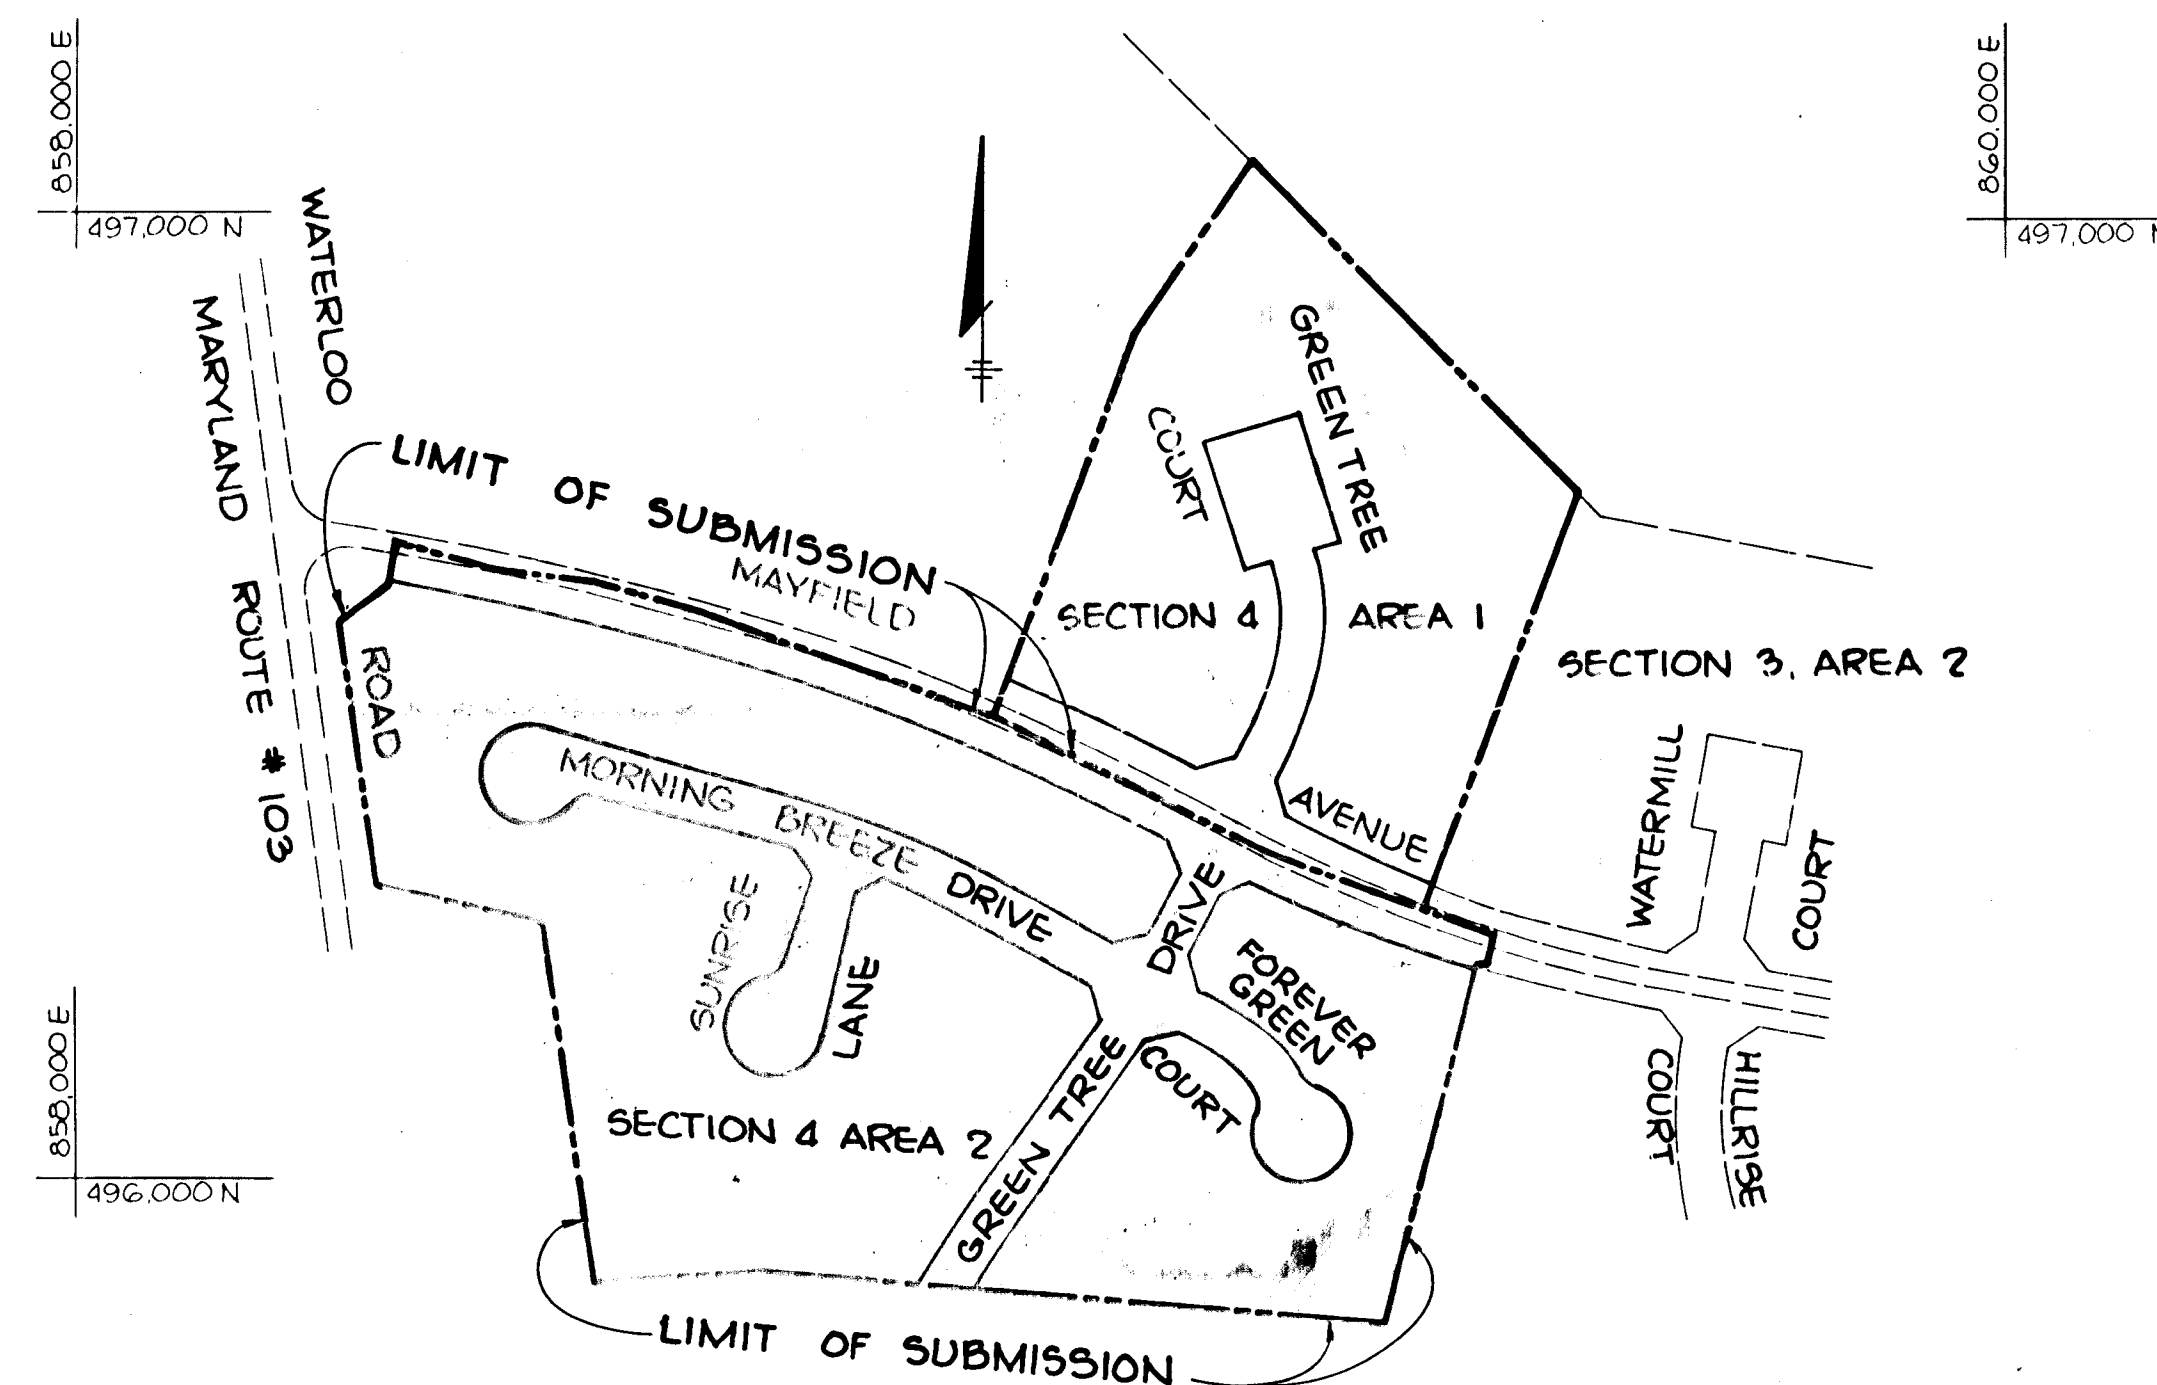 858.000 E
497,000 N
860.000 E
497,000
WATERLOO
ROAD
MARYLAND ROUTE # 103
LIMIT OF SUBMISSION
MAYFIELD
AVENUE
GREEN TREE
COURT
SECTION 4 AREA 1
SECTION 3, AREA 2
WATERMILL
COURT
MORNING BREEZE DRIVE
SUNRISE
LANE
DRIVE
FOREVER
GREEN
COURT
GREEN TREE
HILLRISE
COURT
SECTION 4 AREA 2
858,000 E
496,000 N
LIMIT OF SUBMISSION